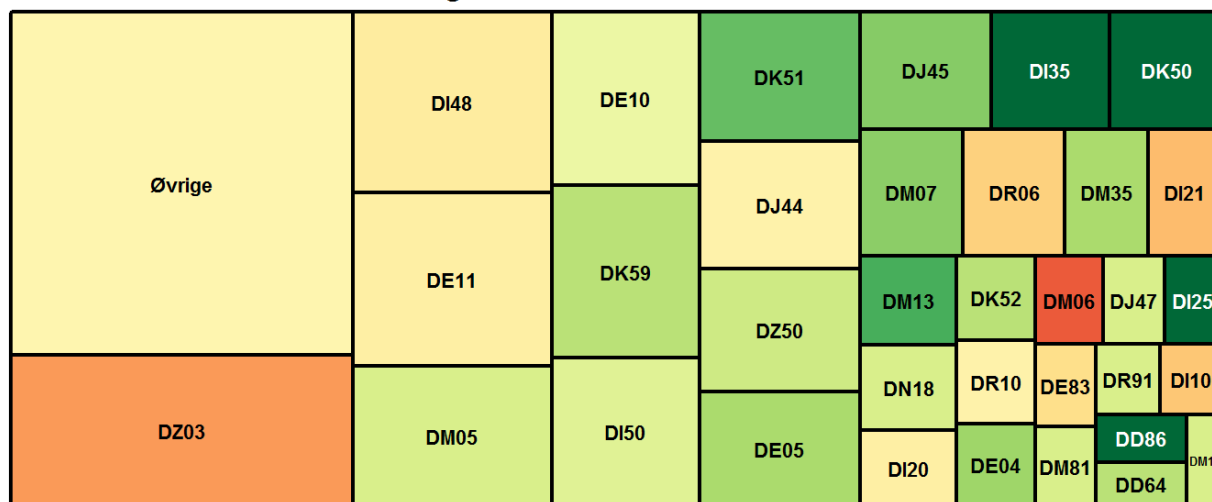 Øvrige
DZ03
DI48
DE11
DM05
DE10
DK59
DI50
DK51
DJ44
DZ50
DE05
DJ45
DI35
DK50
DM07
DR06
DM35
DI21
DM13
DK52
DM06
DJ47
DI25
DN18
DR10
DE83
DR91
DI10
DI20
DE04
DM81
DD86
DD64